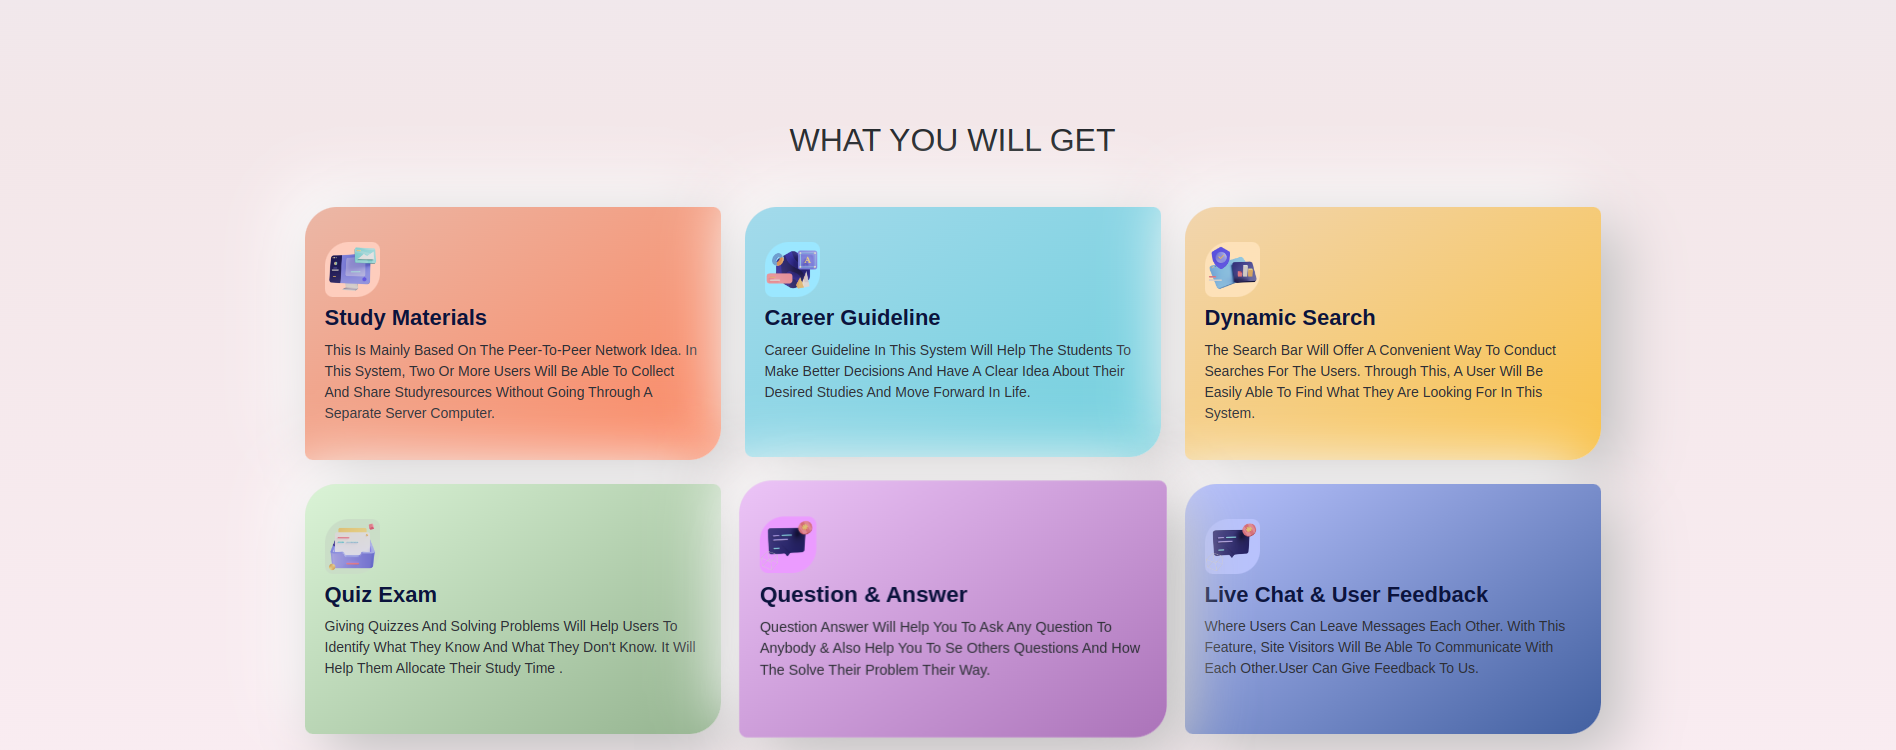 WHAT YOU WILL GET
Study Materials
This Is Mainly Based On The Peer-To-Peer Network Idea. In
This System, Two Or More Users Will Be Able To Collect
And Share Studyresources Without Going Through A
Separate Server Computer.
Career Guideline
Career Guideline In This System Will Help The Students To
Make Better Decisions And Have A Clear Idea About Their
Desired Studies And Move Forward In Life.
Dynamic Search
The Search Bar Will Offer A Convenient Way To Conduct
Searches For The Users. Through This, A User Will Be
Easily Able To Find What They Are Looking For In This
System.
Quiz Exam
Giving Quizzes And Solving Problems Will Help Users To
Identify What They Know And What They Don't Know. It Will
Help Them Allocate Their Study Time .
Question & Answer
Question Answer Will Help You To Ask Any Question To
Anybody & Also Help You To Se Others Questions And How
The Solve Their Problem Their Way.
Live Chat & User Feedback
Where Users Can Leave Messages Each Other. With This
Feature, Site Visitors Will Be Able To Communicate With
Each Other.User Can Give Feedback To Us.